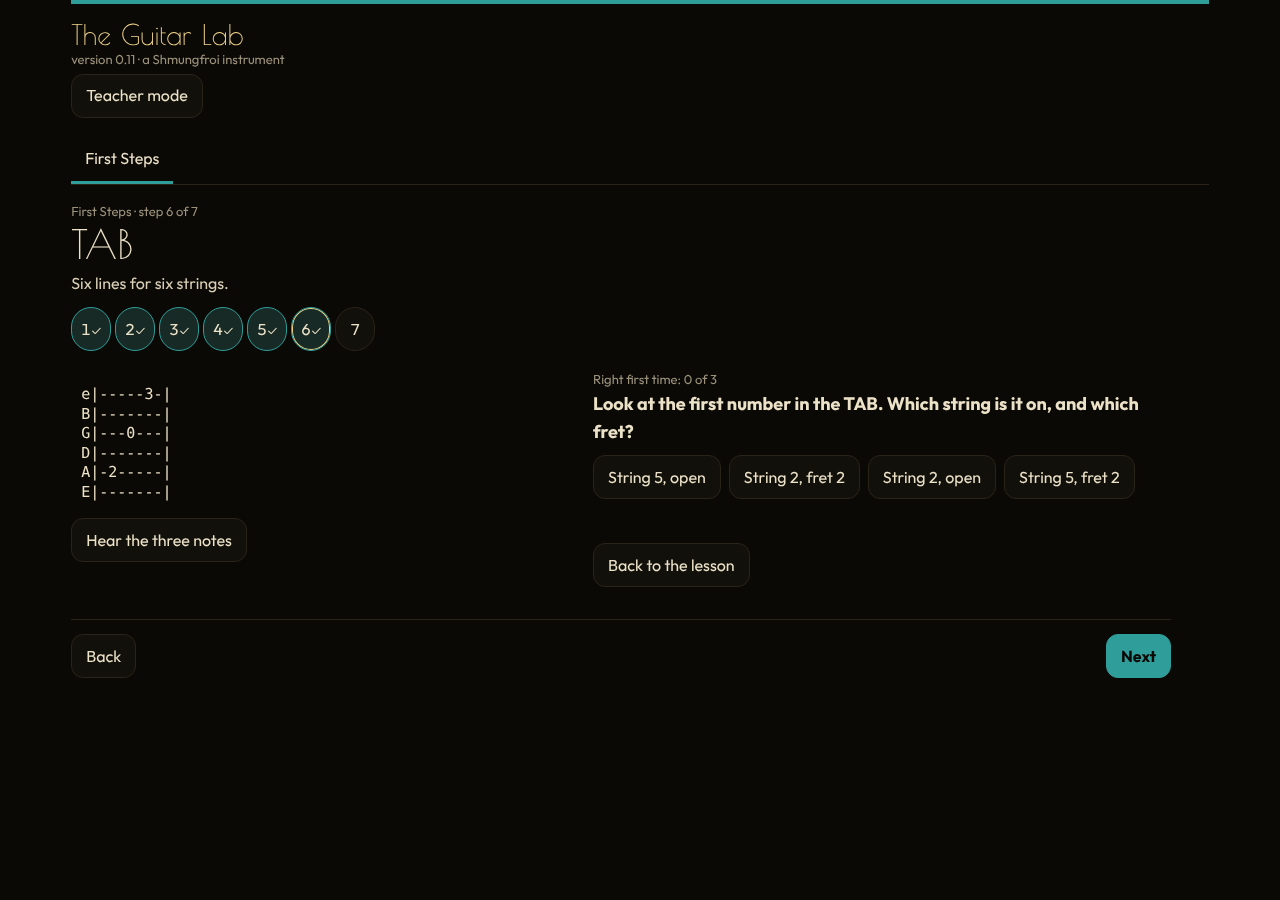 The Guitar Lab
version 0.11 · a Shmungfroi instrument
Teacher mode
First Steps
First Steps · step 6 of 7
TAB
Six lines for six strings.
1✓ 2✓ 3✓ 4✓ 5✓ 6✓ 7
e|-----3-|
B|-------|
G|---0---|
D|-------|
A|-2-----|
E|-------|
Hear the three notes
Right first time: 0 of 3
Look at the first number in the TAB. Which string is it on, and which
fret?
String 5, open String 2, fret 2 String 2, open String 5, fret 2
Back to the lesson
Back Next